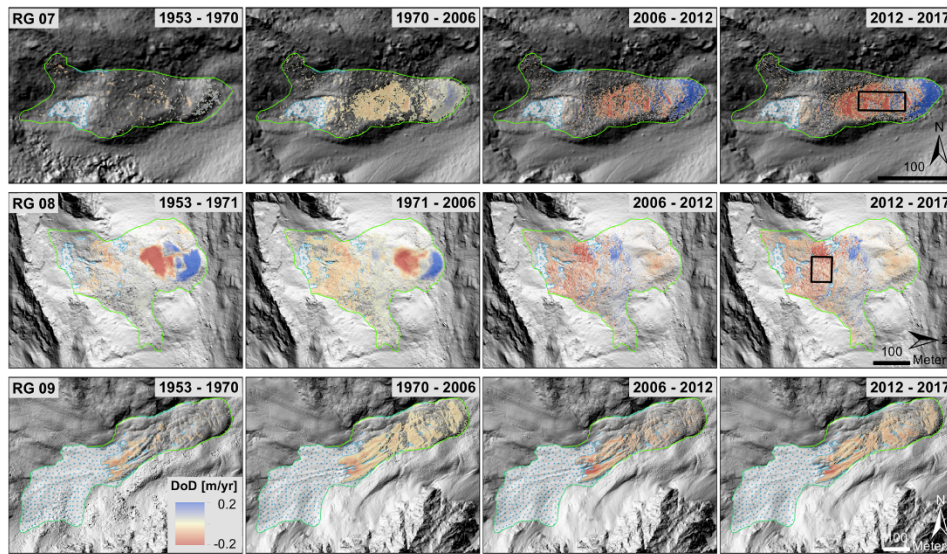 RG 07
1953 - 1970
1970 - 2006
2006 - 2012
2012 - 2017
N
100
RG 08
1953 - 1971
1971 - 2006
2006 - 2012
2012 - 2017
100
RG 09
1953 - 1970
1970 - 2006
2006 - 2012
2012 - 2017
DoD [m/yr]
0.2
-0.2
N
100
Meter